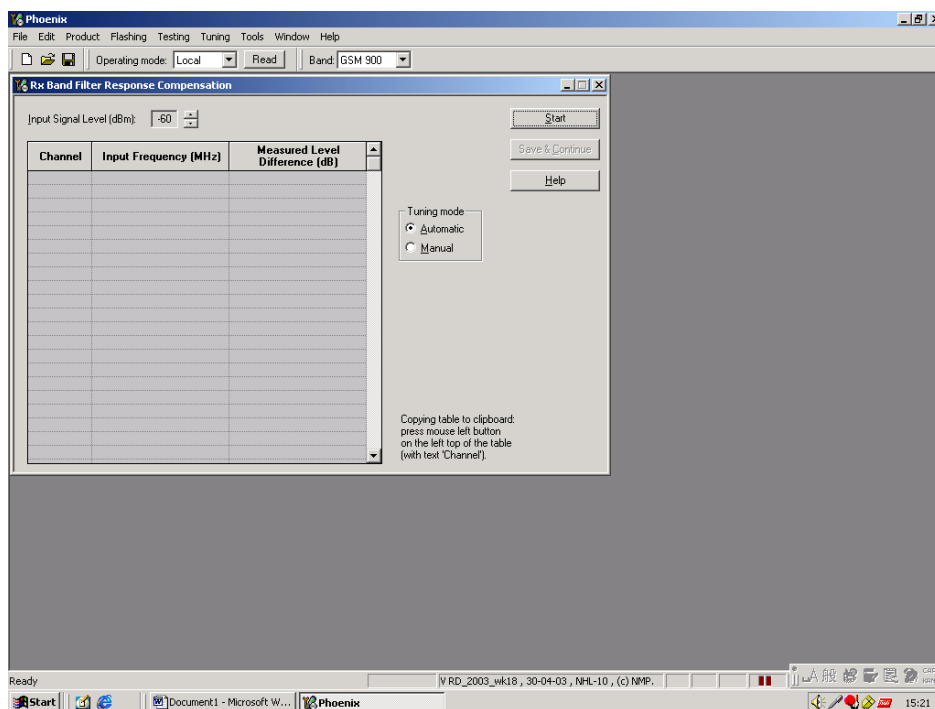 Phoenix
File Edit Product Flashing Testing Tuning Tools Window Help
Operating mode: Local Read Band: GSM 900
Rx Band Filter Response Compensation
Input Signal Level (dBm): -60
Start
Save & Continue
Help
Channel Input Frequency (MHz) Measured Level Difference (dB)
Tuning mode
Automatic
Manual
Copying table to clipboard:
press mouse left button
on the left top of the table
(with text 'Channel').
Ready V RD_2003_wk18 , 30-04-03 , NHL-10 , (c) NMP.
A 般
CAP
KAN
Start Document1 - Microsoft W... Phoenix 15:21